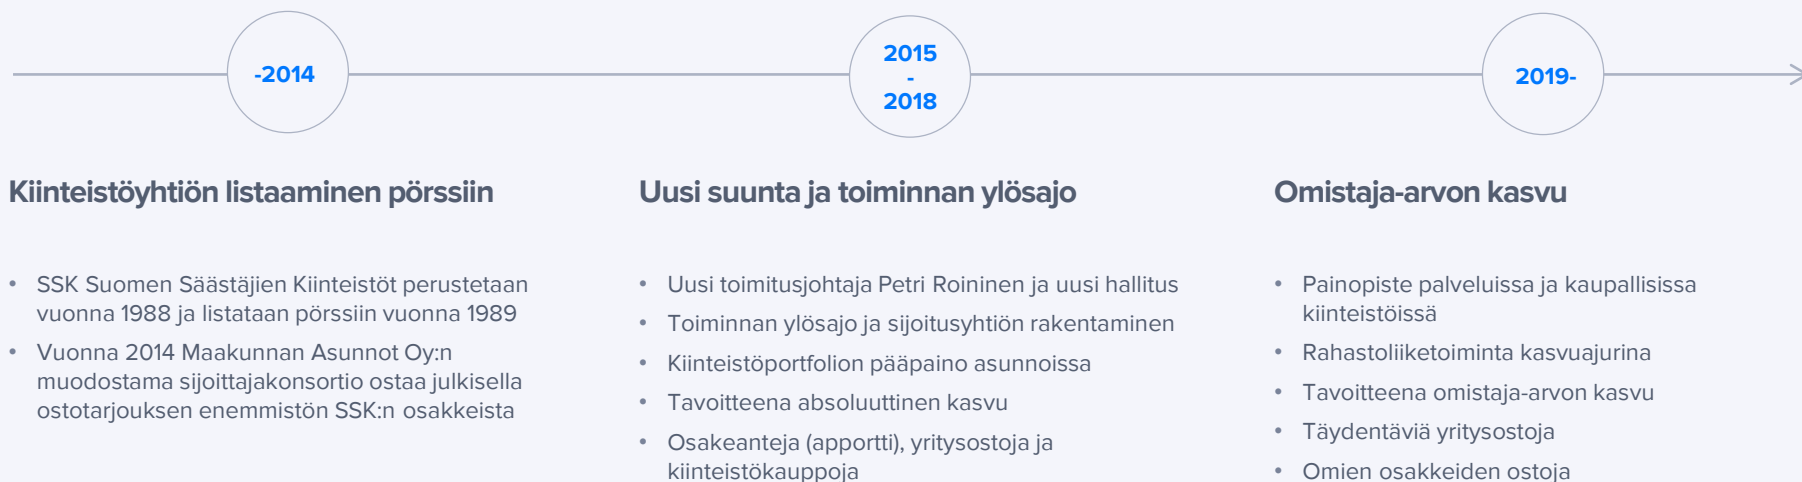 -2014
2015
-
2018
2019-
Kiinteistöyhtiön listaaminen pörssiin
• SSK Suomen Säästäjien Kiinteistöt perustetaan
vuonna 1988 ja listataan pörssiin vuonna 1989
• Vuonna 2014 Maakunnan Asunnot Oy:n
muodostama sijoittajakonsortio ostaa julkisella
ostotarjouksen enemmistön SSK:n osakkeista
Uusi suunta ja toiminnan ylösajo
• Uusi toimitusjohtaja Petri Roininen ja uusi hallitus
• Toiminnan ylösajo ja sijoitusyhtiön rakentaminen
• Kiinteistöportfolion pääpaino asunnoissa
• Tavoitteena absoluuttinen kasvu
• Osakeanteja (apportti), yritysostoja ja
kiinteistökauppoja
Omistaja-arvon kasvu
• Painopiste palveluissa ja kaupallisissa
kiinteistöissä
• Rahastoliiketoiminta kasvuajurina
• Tavoitteena omistaja-arvon kasvu
• Täydentäviä yritysostoja
• Omien osakkeiden ostoja